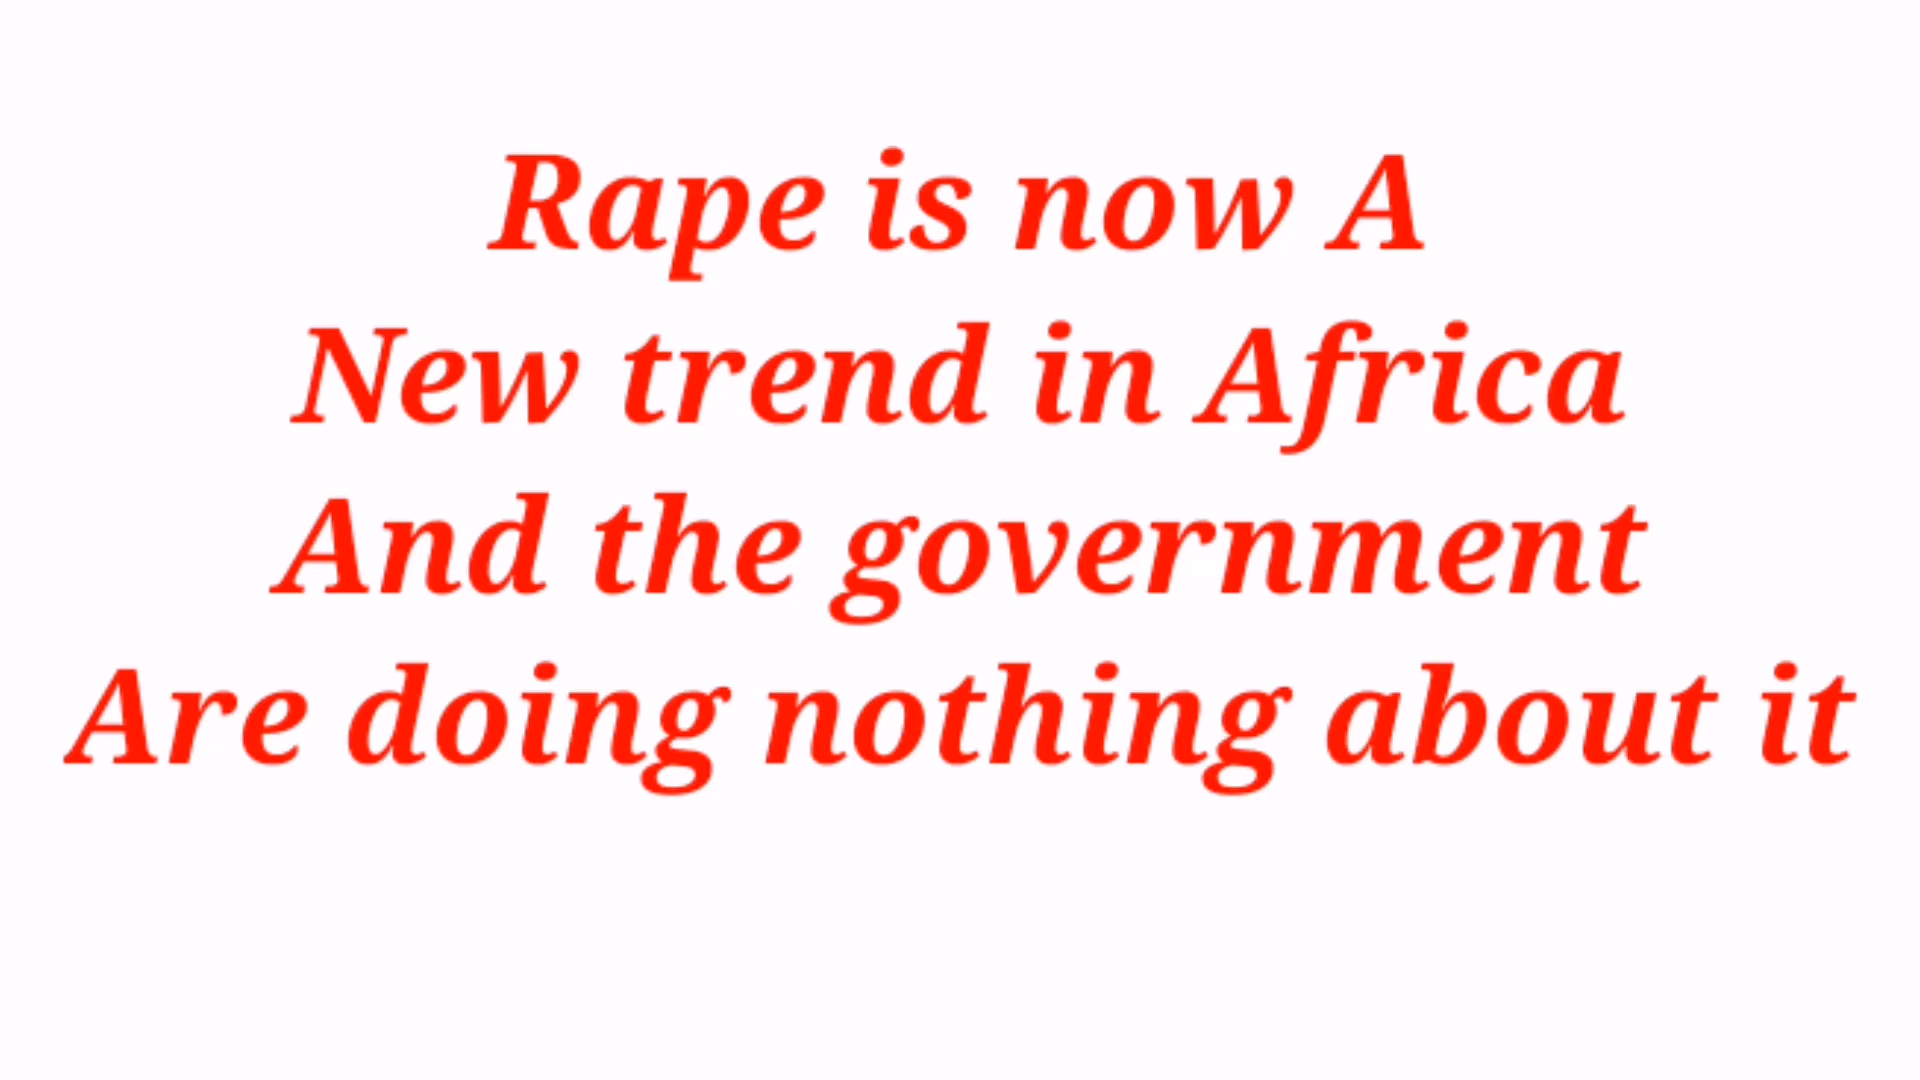 Rape is now A
New trend in Africa
And the government
Are doing nothing about it